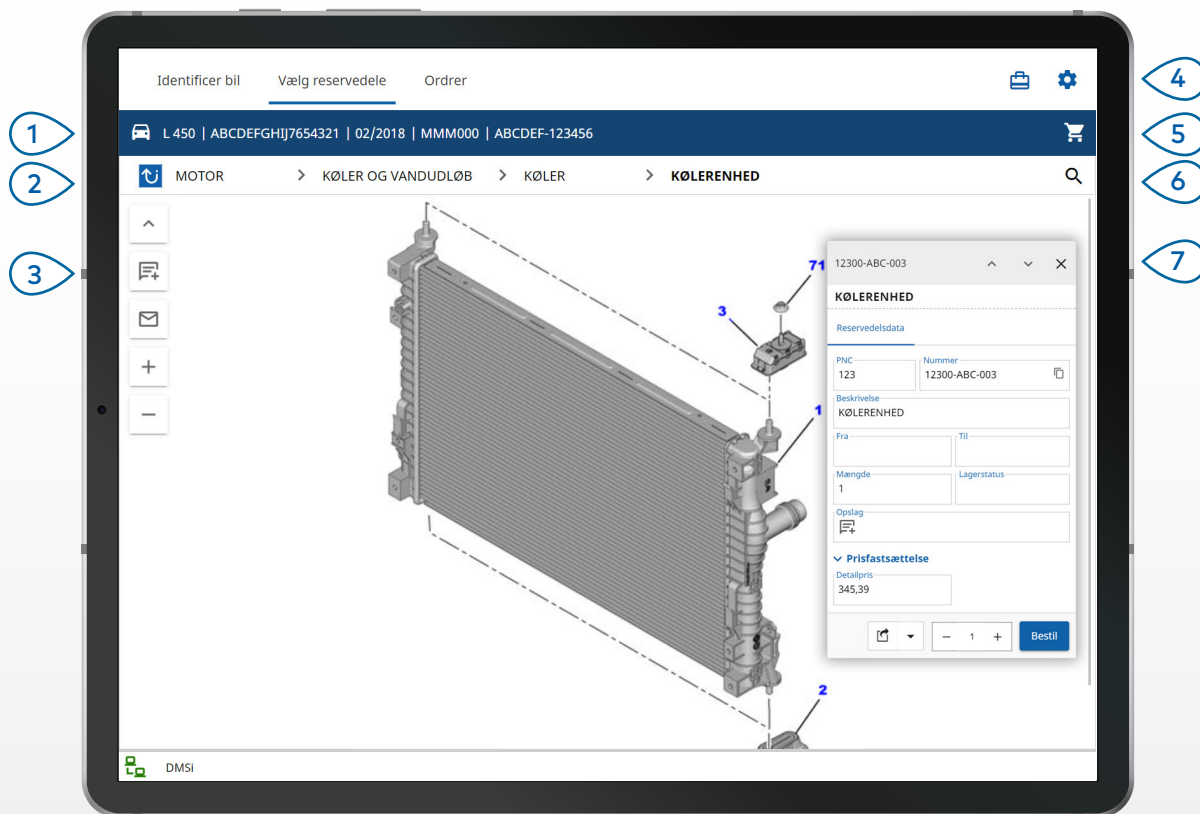 Identificer bil Vælg reservedele Ordrer
4
1
L 450 | ABCDEFGHIJ7654321 | 02/2018 | MMM000 | ABCDEF-123456
5
2
MOTOR > KØLER OG VANDUDLØB > KØLER > KØLERENHED
6
3
7
71
3
1
2
12300-ABC-003
KØLERENHED
Reservedelsdata
PNC Nummer
123 12300-ABC-003
Beskrivelse
KØLERENHED
Fra Til
Mængde Lagerstatus
1
Opslag
Prisfastsættelse
Detailpris
345,39
− 1 + Bestil
DMSi